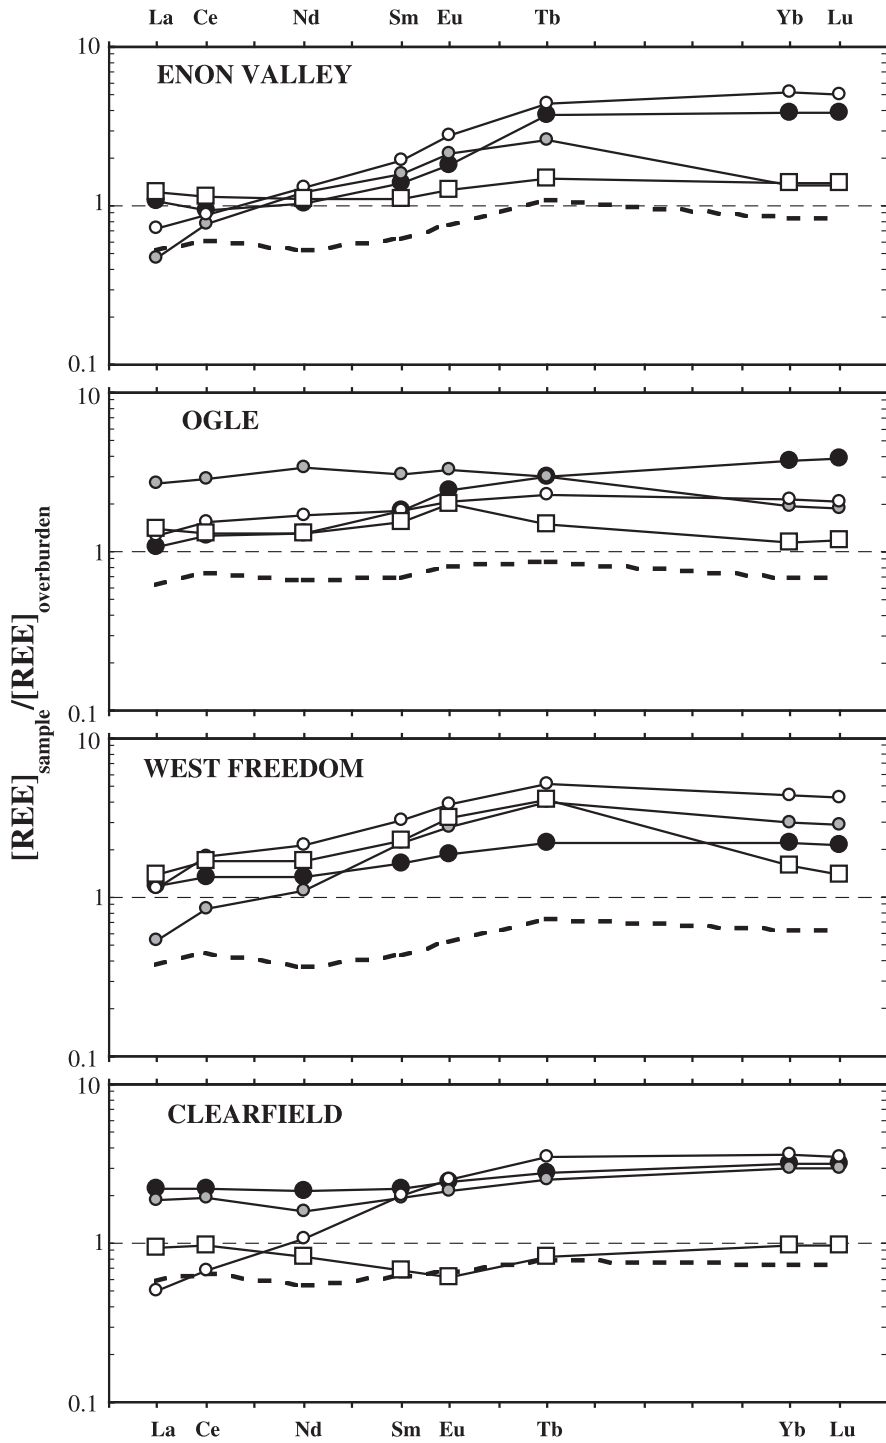 La Ce Nd Sm Eu Tb Yb Lu
10
ENON VALLEY
1
0.1
10
OGLE
1
0.1
[REE]sample/[REE]overburden
10
WEST FREEDOM
1
0.1
10
CLEARFIELD
1
0.1
La Ce Nd Sm Eu Tb Yb Lu